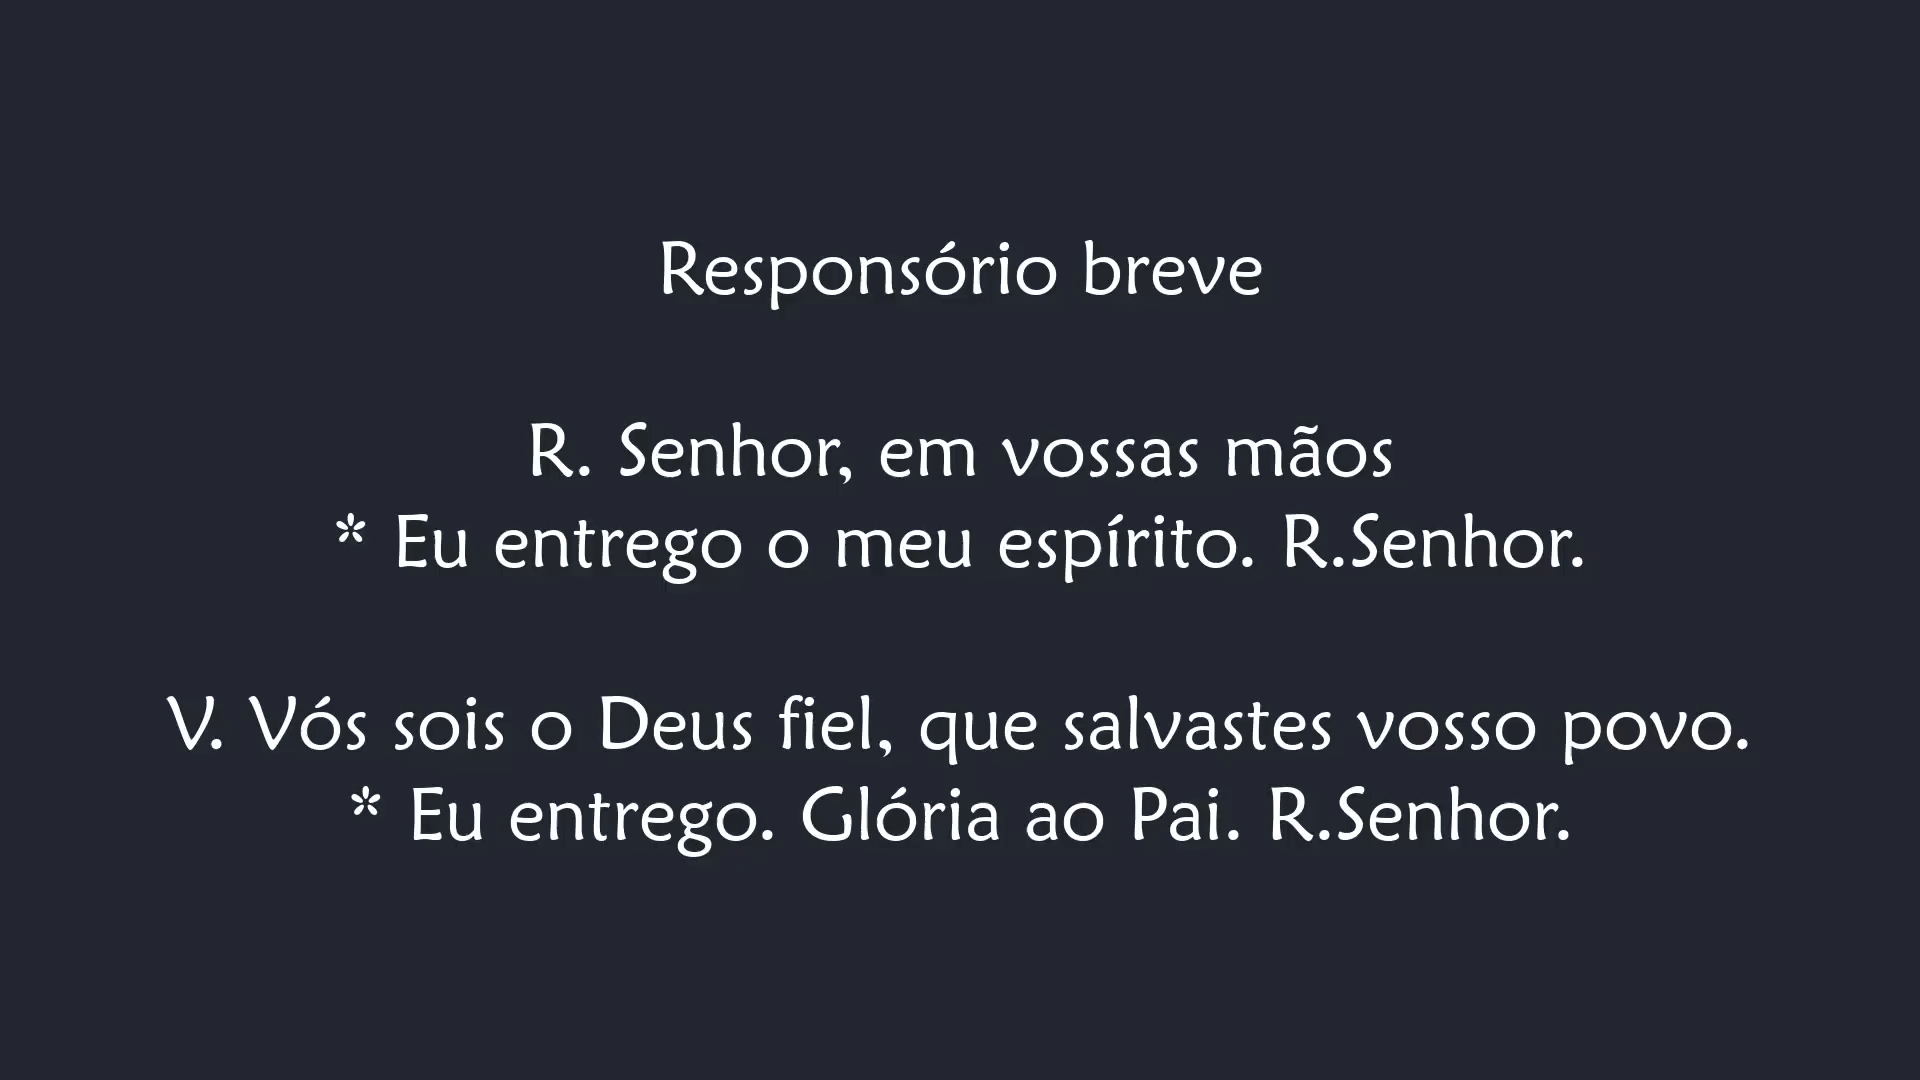 Responsório breve
R. Senhor, em vossas mãos
* Eu entrego o meu espírito. R.Senhor.
V. Vós sois o Deus fiel, que salvastes vosso povo.
* Eu entrego. Glória ao Pai. R.Senhor.